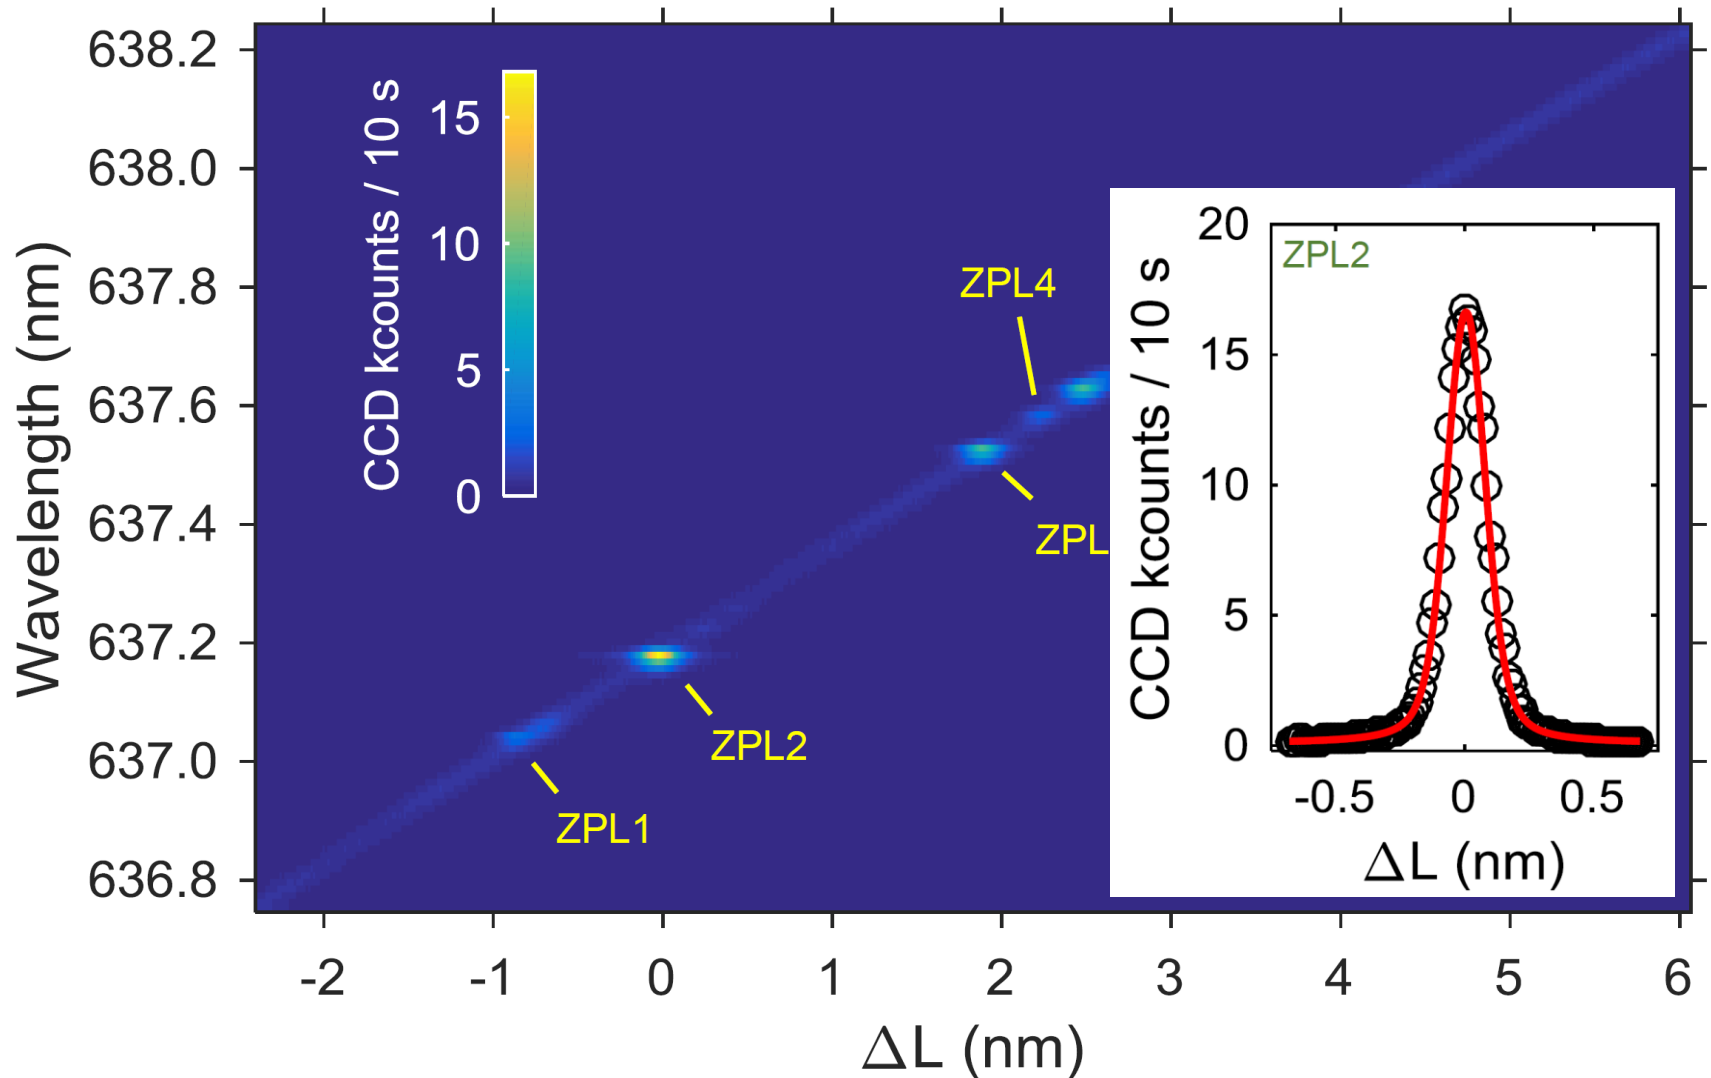 638.2
638.0
637.8
637.6
637.4
637.2
637.0
636.8
Wavelength (nm)
-2
-1
0
1
2
3
4
5
6
ΔL (nm)
CCD kcounts / 10 s
15
10
5
0
ZPL4
ZPL
ZPL2
ZPL1
ZPL2
CCD kcounts / 10 s
20
15
10
5
0
-0.5
0
0.5
ΔL (nm)